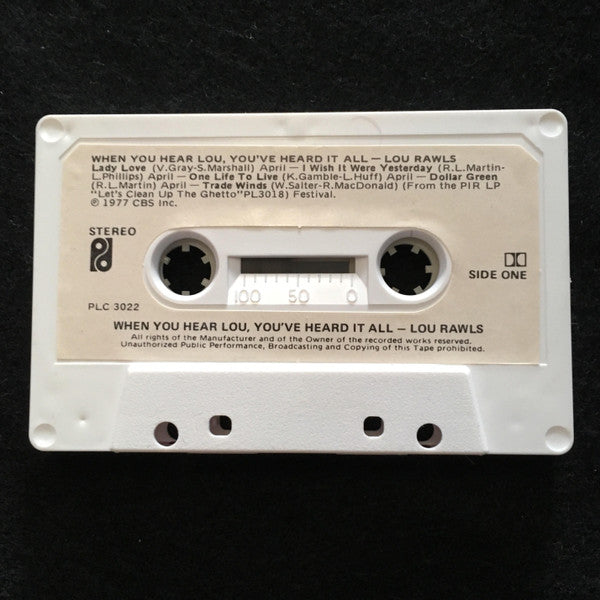 WHEN YOU HEAR LOU, YOU'VE HEARD IT ALL — LOU RAWLS
Lady Love (V.Gray-S.Marshall) April — I Wish It Were Yesterday (R.L.Martin-
L.Phillips) April — One Life To Live (K.Gamble-L.Huff) April — Dollar Green
(R.L.Martin) April — Trade Winds (W.Salter-R.MacDonald) (From the PIR LP
"Let's Clean Up The Ghetto"PL3018) Festival.
℗ 1977 CBS Inc.
STEREO
SIDE ONE
100 50 0
PLC 3022
WHEN YOU HEAR LOU, YOU'VE HEARD IT ALL — LOU RAWLS
All rights of the Manufacturer and of the Owner of the recorded works reserved.
Unauthorized Public Performance, Broadcasting and Copying of this Tape prohibited.